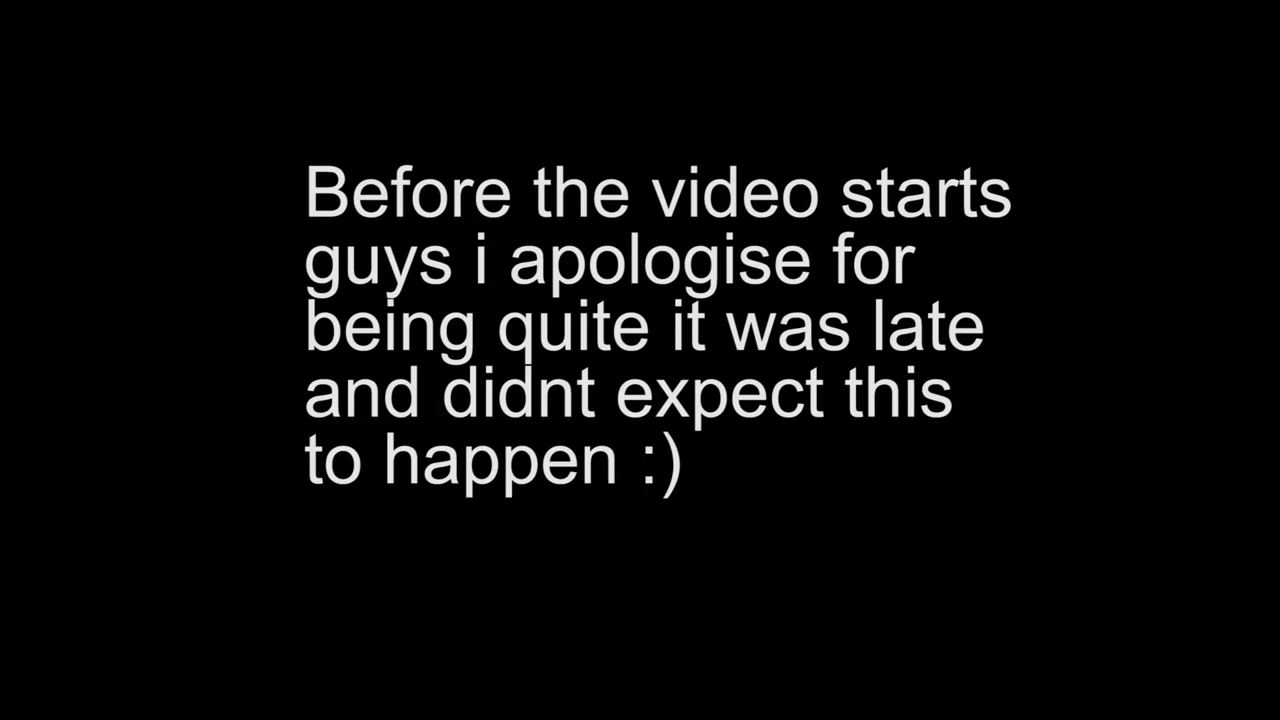 Before the video starts
guys i apologise for
being quite it was late
and didnt expect this
to happen :)